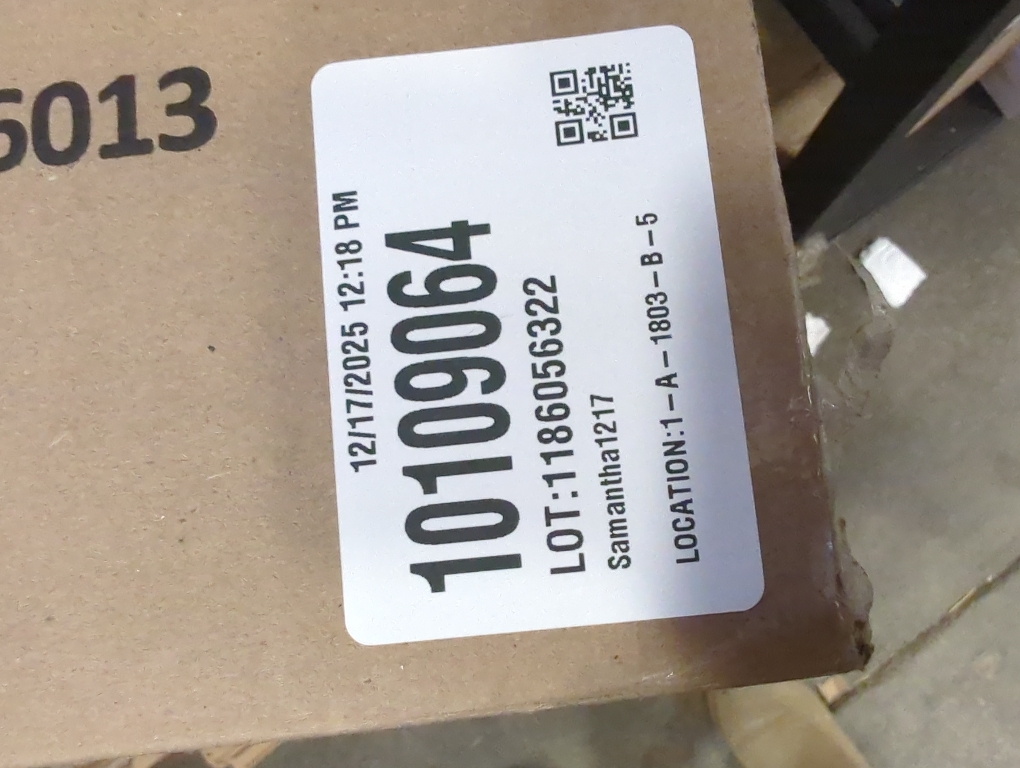 6013
12/17/2025 12:18 PM
10109064
LOT:1186056322
Samantha1217
LOCATION:1-A-1803-B-5